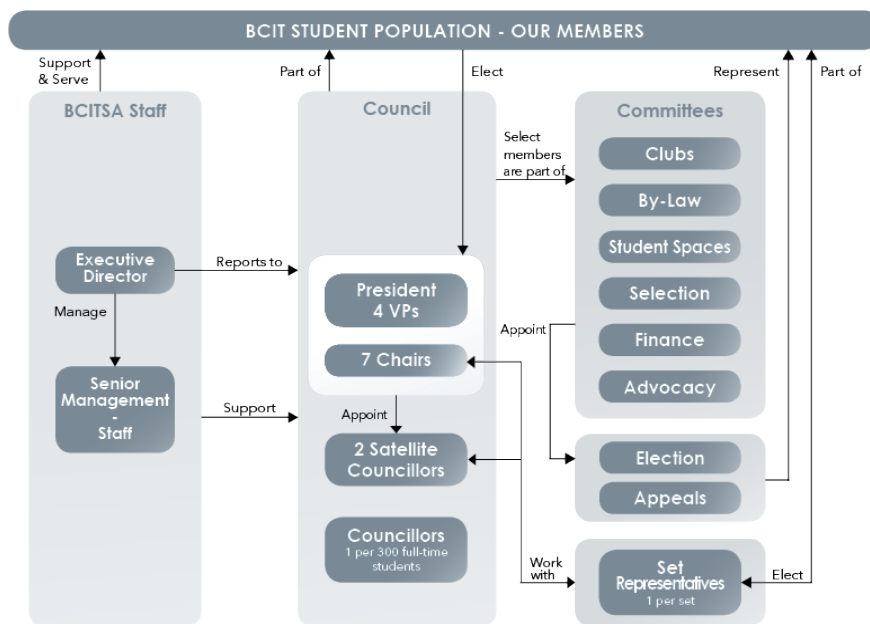 BCIT STUDENT POPULATION - OUR MEMBERS
Support
& Serve
Part of
Elect
Represent
Part of
BCITSA Staff
Council
Committees
Select
members
are part of
Clubs
By-Law
Student Spaces
Selection
Finance
Advocacy
Executive
Director
Reports to
Manage
President
4 VPs
7 Chairs
Appoint
Senior
Management
-
Staff
Support
Appoint
2 Satellite
Councillors
Election
Appeals
Councillors
1 per 300 full-time
students
Work
with
Set
Representatives
1 per set
Elect